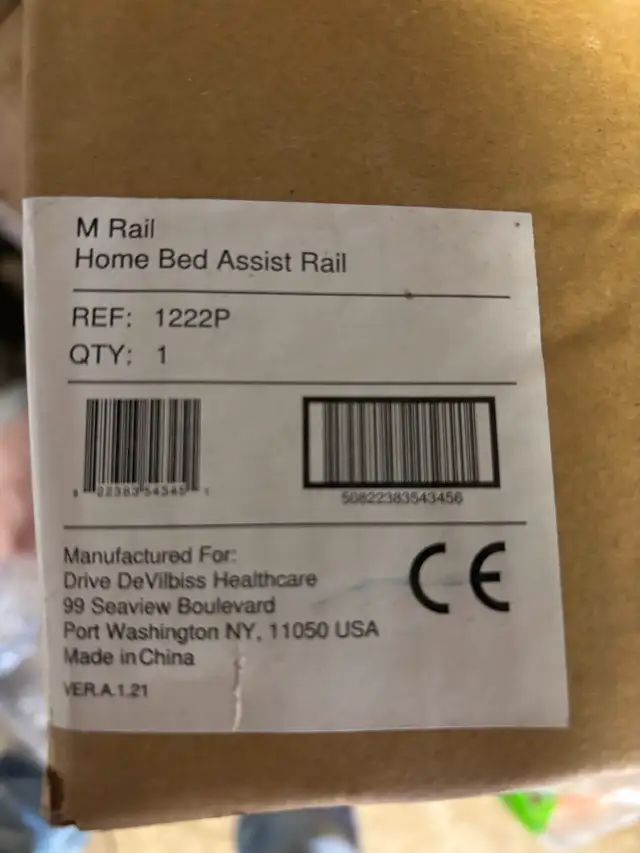 M Rail
Home Bed Assist Rail
REF: 1222P
QTY: 1
50822383543456
Manufactured For:
Drive DeVilbiss Healthcare
99 Seaview Boulevard
Port Washington NY, 11050 USA
Made in China
VER.A.1.21
CE